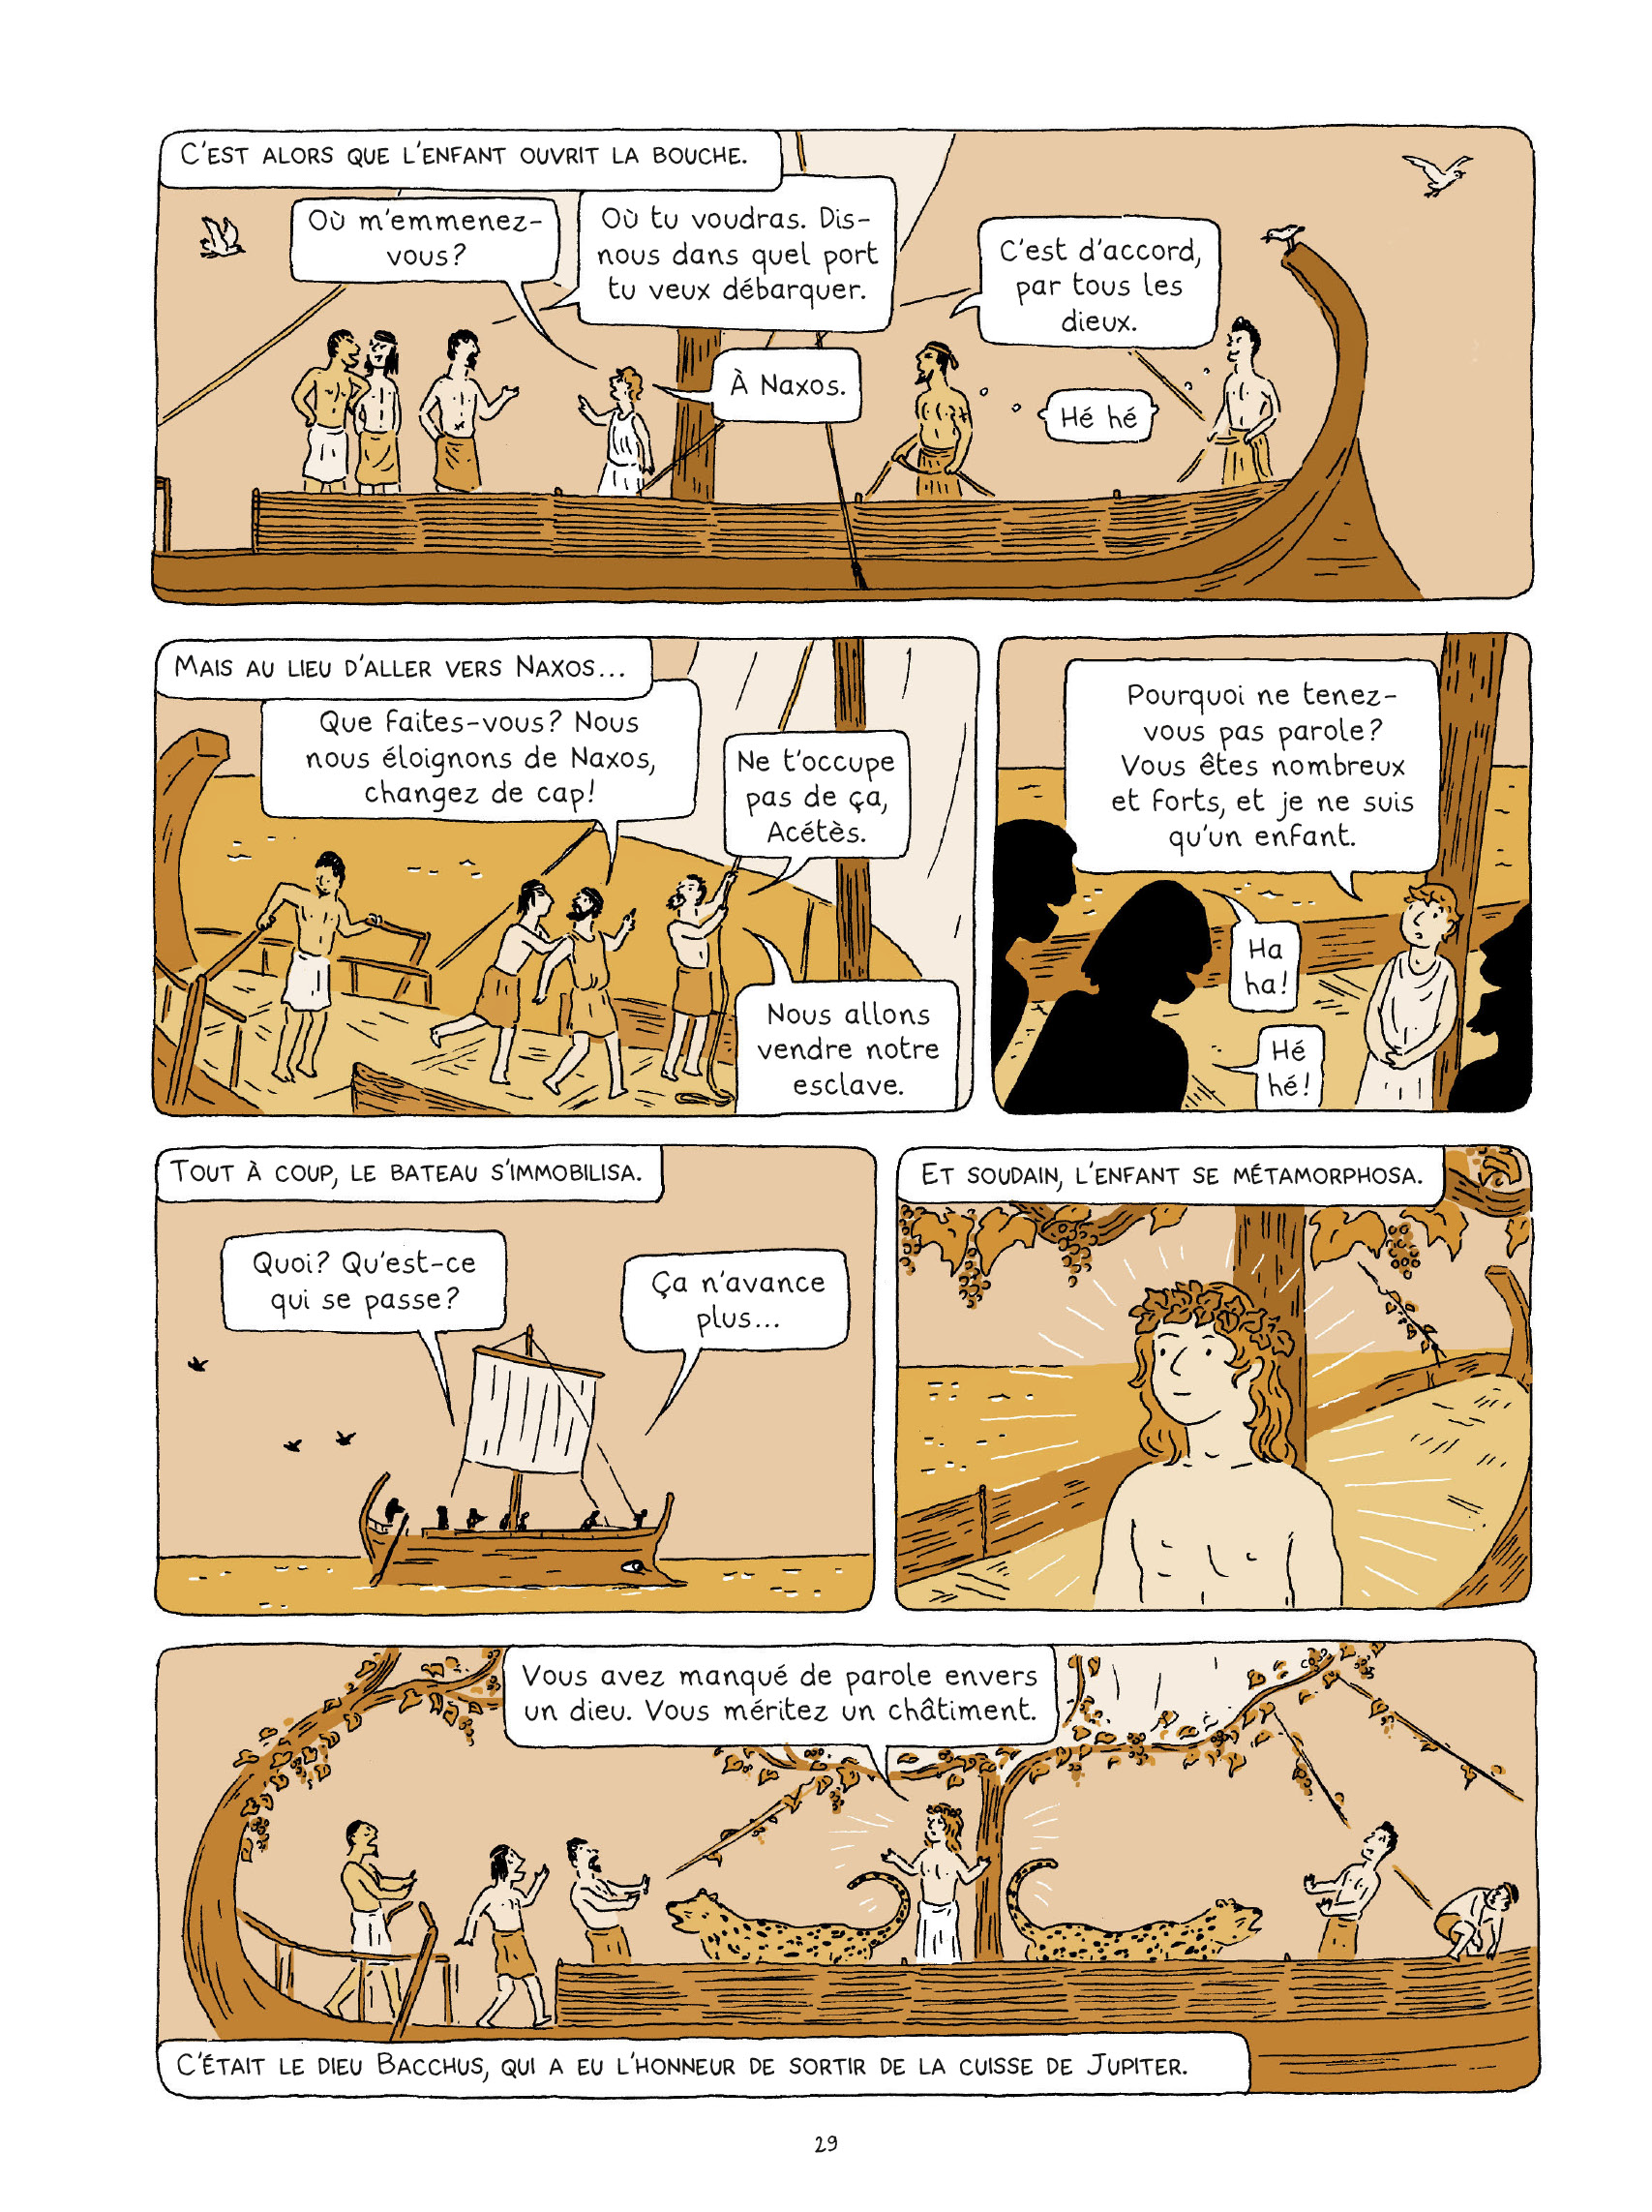 C'EST ALORS QUE L'ENFANT OUVRIT LA BOUCHE.
Où m'emmenez-
vous?
Où tu voudras. Dis-
nous dans quel port
tu veux débarquer.
À Naxos.
C'est d'accord,
par tous les
dieux.
Hé hé
MAIS AU LIEU D'ALLER VERS NAXOS...
Que faites-vous? Nous
nous éloignons de Naxos,
changez de cap!
Ne t'occupe
pas de ça,
Acétès.
Nous allons
vendre notre
esclave.
Pourquoi ne tenez-
vous pas parole?
Vous êtes nombreux
et forts, et je ne suis
qu'un enfant.
Ha
ha!
Hé
hé!
TOUT À COUP, LE BATEAU S'IMMOBILISA.
Quoi? Qu'est-ce
qui se passe?
Ça n'avance
plus...
ET SOUDAIN, L'ENFANT SE MÉTAMORPHOSA.
Vous avez manqué de parole envers
un dieu. Vous méritez un châtiment.
C'ÉTAIT LE DIEU BACCHUS, QUI A EU L'HONNEUR DE SORTIR DE LA CUISSE DE JUPITER.
29